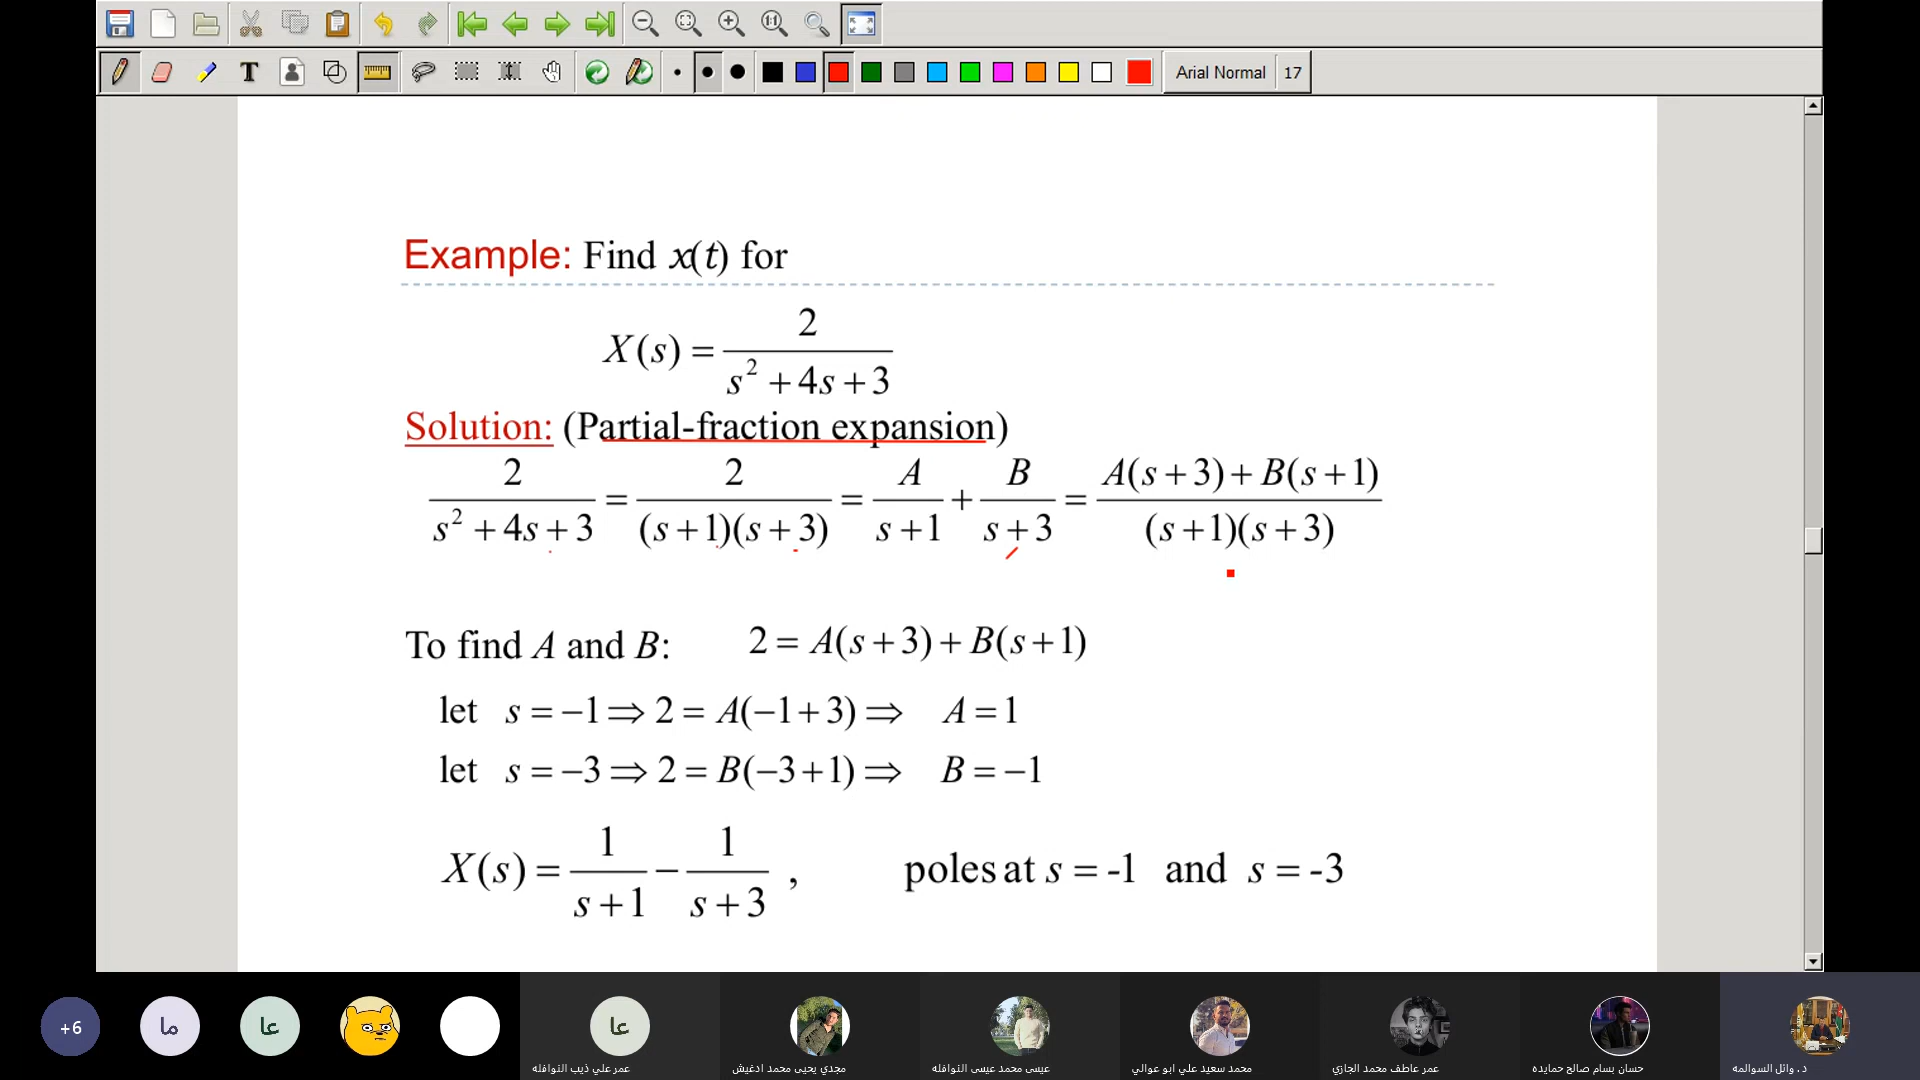 Arial Normal 17
Example: Find x(t) for
X(s) = 2 / (s² + 4s + 3)
Solution: (Partial-fraction expansion)
2 / (s² + 4s + 3) = 2 / ((s+1)(s+3)) = A / (s+1) + B / (s+3) = (A(s+3) + B(s+1)) / ((s+1)(s+3))
To find A and B: 2 = A(s+3) + B(s+1)
let s = −1 ⇒ 2 = A(−1+3) ⇒ A = 1
let s = −3 ⇒ 2 = B(−3+1) ⇒ B = −1
X(s) = 1 / (s+1) − 1 / (s+3) , poles at s = -1 and s = -3
+6
ما
عا
عا
عمر علي ذيب النوافله
مجدي يحيى محمد ادغيش
عيسى محمد عيسى النوافله
محمد سعيد علي ابو عوالي
عمر عاطف محمد الجازي
حسان بسام صالح حمايده
د. وائل السوالمه